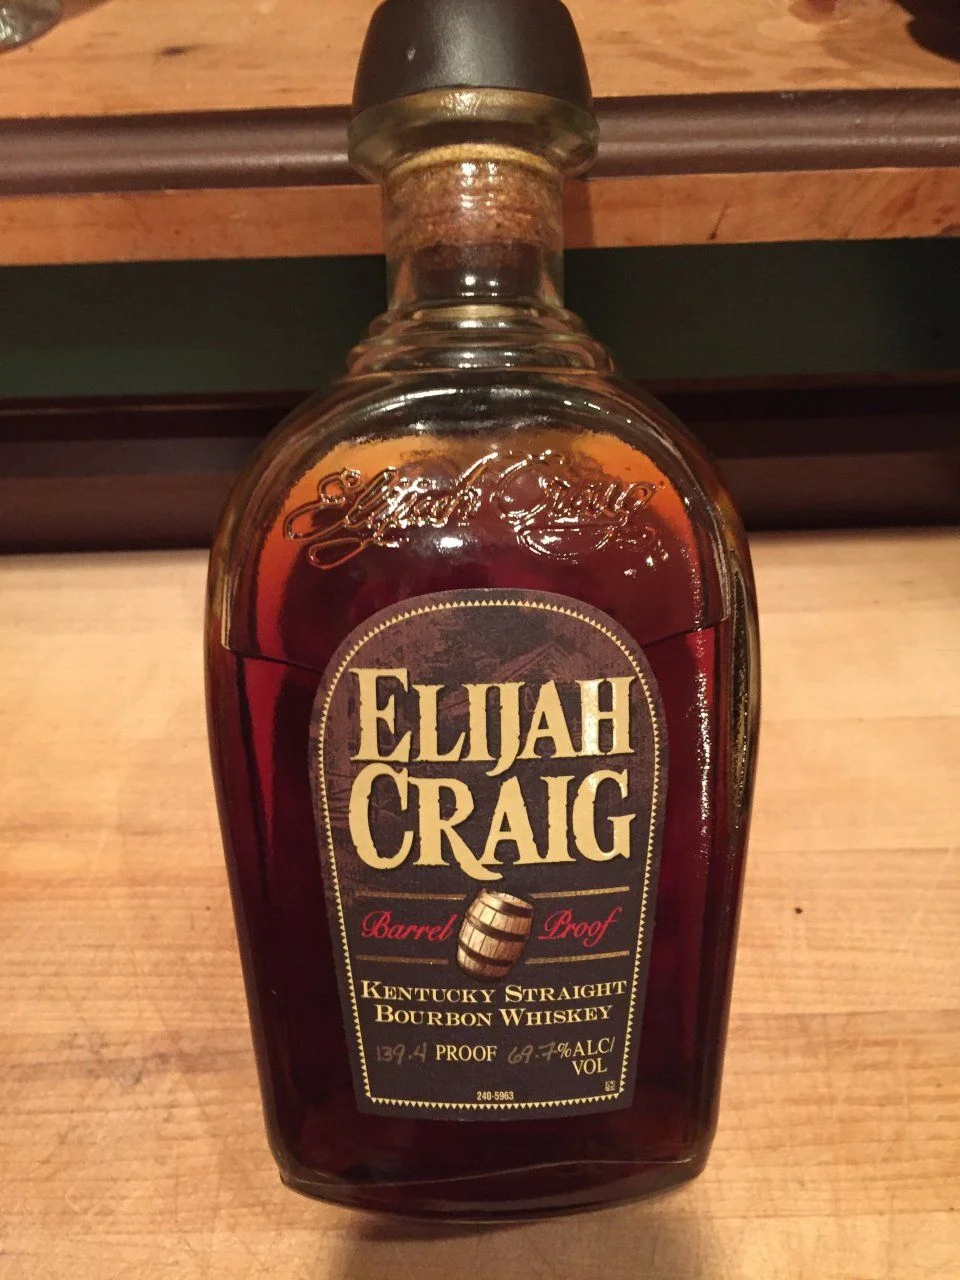 Elijah Craig
ELIJAH
CRAIG
Barrel Proof
KENTUCKY STRAIGHT
BOURBON WHISKEY
139.4 PROOF 69.7%ALC/
VOL
240-5963